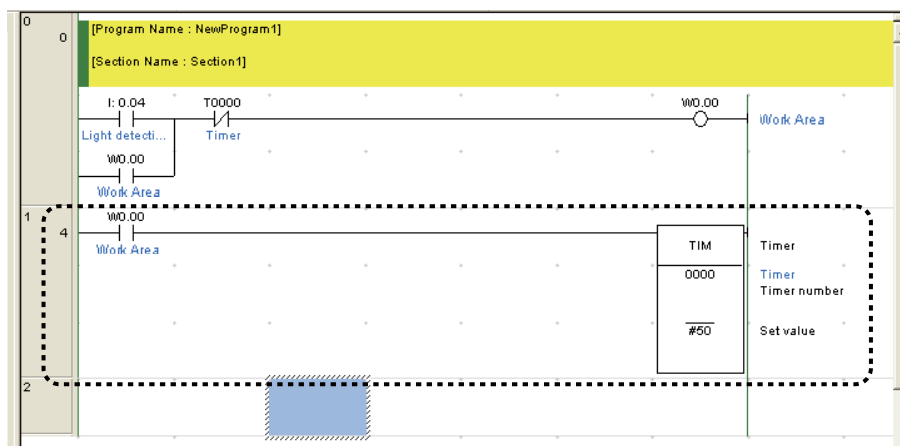 0
0
[Program Name : NewProgram1]
[Section Name : Section1]
I: 0.04 T0000 W0.00
Work Area
Light detecti... Timer
W0.00
Work Area
1
W0.00
4
Work Area
TIM Timer
0000 Timer
Timer number
#50 Set value
2